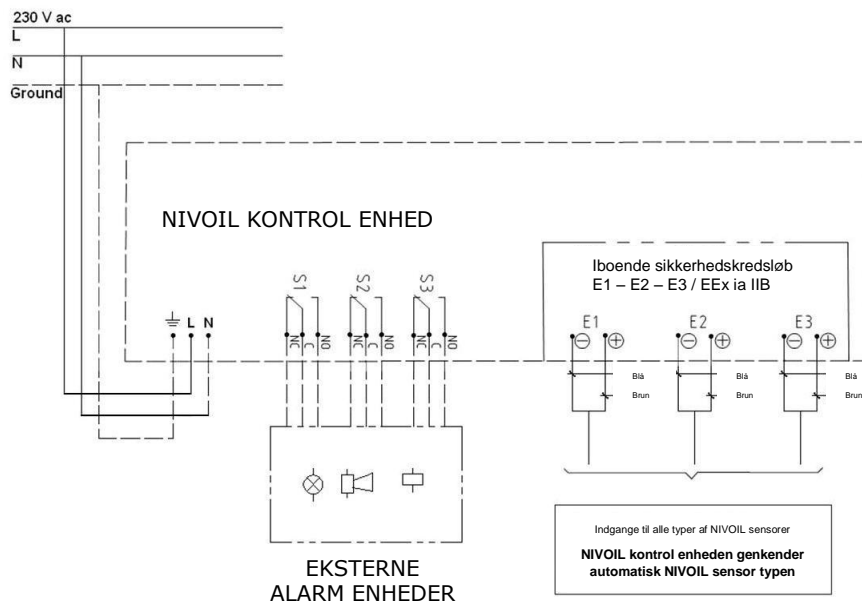 230 V ac
L
N
Ground
NIVOIL KONTROL ENHED
Iboende sikkerhedskredsløb
E1 – E2 – E3 / EEx ia IIB
S1 S2 S3
E1 E2 E3
L N
NC C NO NC C NO NC C NO
Blå Blå Blå
Brun Brun Brun
EKSTERNE
ALARM ENHEDER
Indgange til alle typer af NIVOIL sensorer
NIVOIL kontrol enheden genkender
automatisk NIVOIL sensor typen